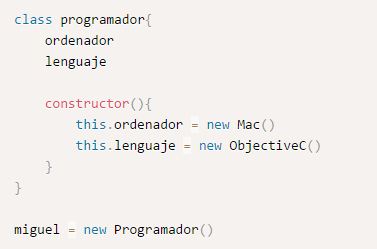 class programador{
    ordenador
    lenguaje

    constructor(){
        this.ordenador = new Mac()
        this.lenguaje = new ObjectiveC()
    }
}

miguel = new Programador()